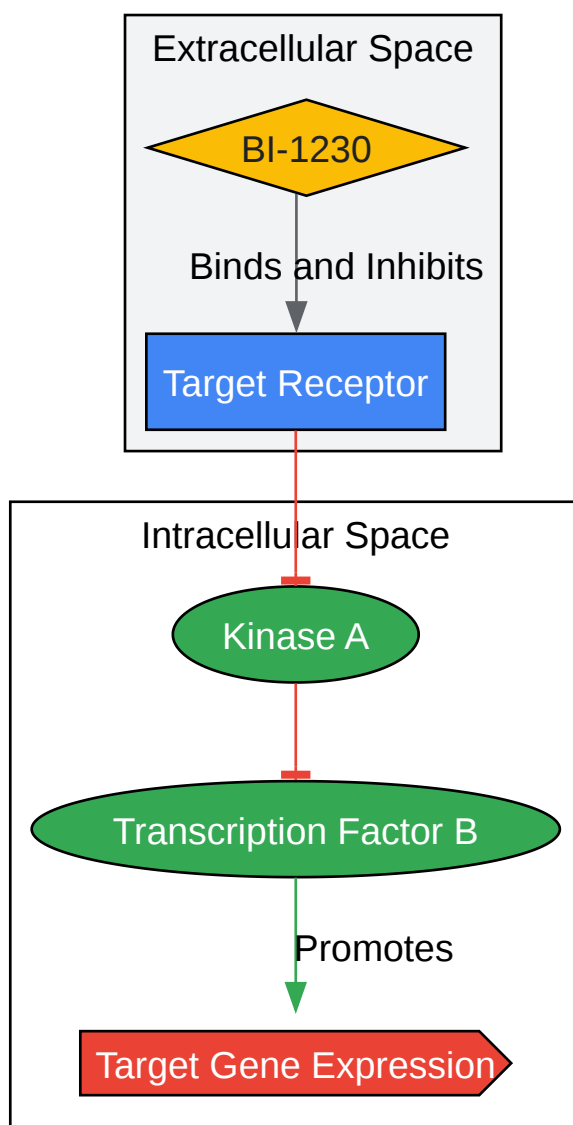 Extracellular Space
BI-1230
Binds and Inhibits
Target Receptor
Intracellular Space
Kinase A
Transcription Factor B
Promotes
Target Gene Expression